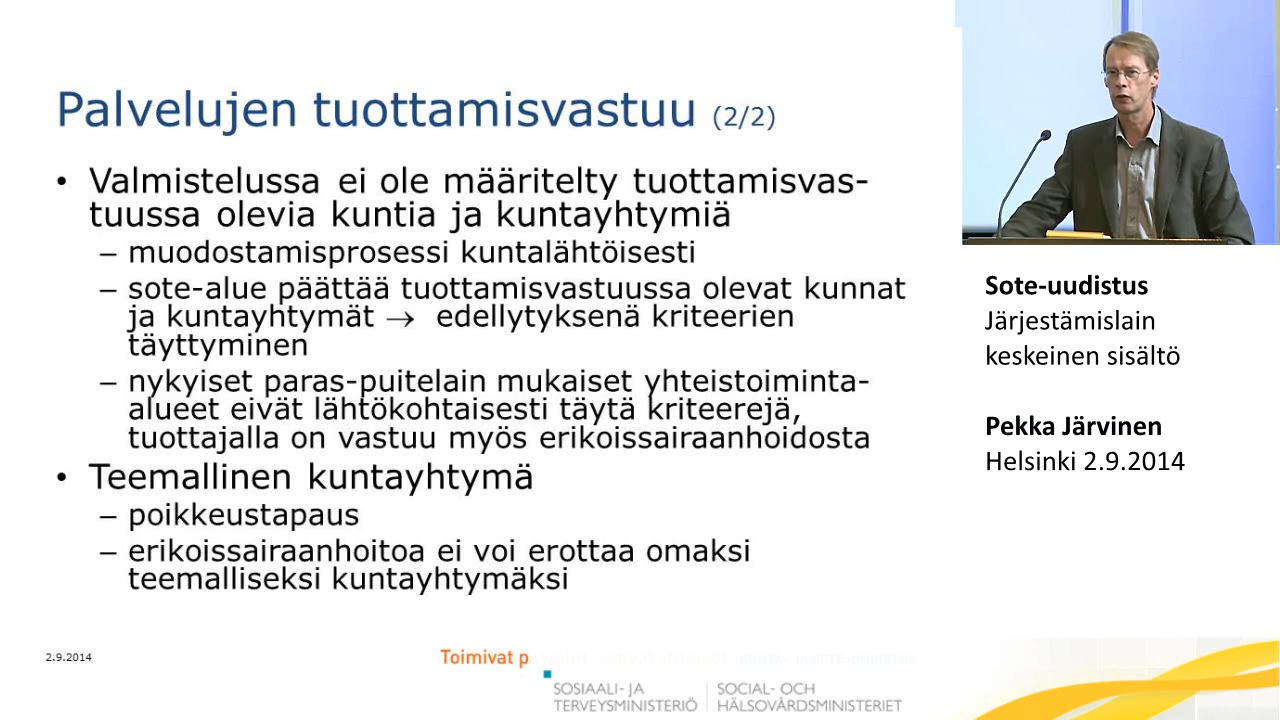 Palvelujen tuottamisvastuu (2/2)
• Valmistelussa ei ole määritelty tuottamisvas-
tuussa olevia kuntia ja kuntayhtymiä
– muodostamisprosessi kuntalähtöisesti
– sote-alue päättää tuottamisvastuussa olevat kunnat
ja kuntayhtymät → edellytyksenä kriteerien
täyttyminen
– nykyiset paras-puitelain mukaiset yhteistoiminta-
alueet eivät lähtökohtaisesti täytä kriteerejä,
tuottajalla on vastuu myös erikoissairaanhoidosta
• Teemallinen kuntayhtymä
– poikkeustapaus
– erikoissairaanhoitoa ei voi erottaa omaksi
teemalliseksi kuntayhtymäksi
Sote-uudistus
Järjestämislain
keskeinen sisältö
Pekka Järvinen
Helsinki 2.9.2014
2.9.2014
Toimivat p
SOSIAALI- JA
TERVEYSMINISTERIÖ
SOCIAL- OCH
HÄLSOVÅRDSMINISTERIET